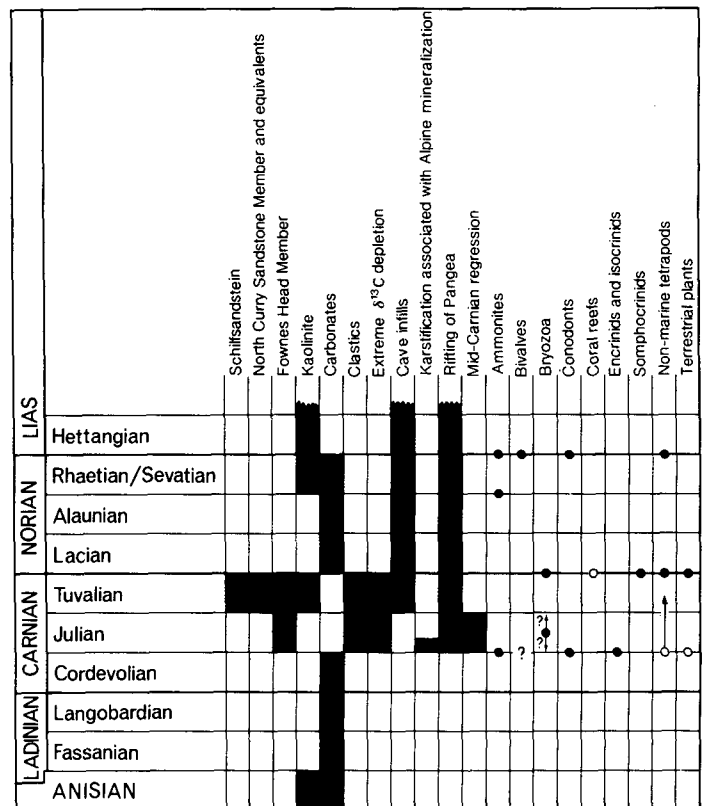 Schilfsandstein
North Curry Sandstone Member and equivalents
Fownes Head Member
Kaolinite
Carbonates
Clastics
Extreme δ¹³C depletion
Cave infills
Karstification associated with Alpine mineralization
Rifting of Pangea
Mid-Carnian regression
Ammonites
Bivalves
Bryozoa
Conodonts
Coral reefs
Encrinids and isocrinids
Somphocrinids
Non-marine tetrapods
Terrestrial plants
LIAS
Hettangian
NORIAN
Rhaetian/Sevatian
Alaunian
Lacian
CARNIAN
Tuvalian
Julian
?
?
?
Cordevolian
LADINIAN
Langobardian
Fassanian
ANISIAN